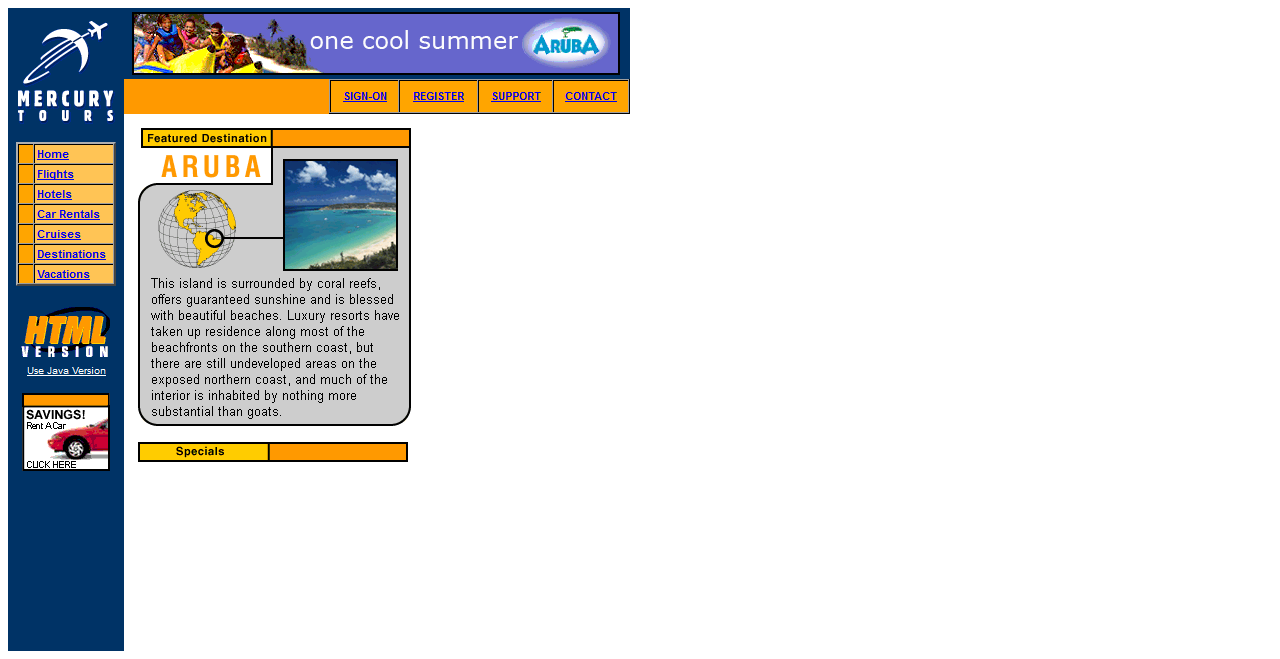 MERCURY
TOURS
one cool summer ARUBA
SIGN-ON REGISTER SUPPORT CONTACT
Home
Flights
Hotels
Car Rentals
Cruises
Destinations
Vacations
HTML
VERSION
Use Java Version
SAVINGS!
Rent A Car
CLICK HERE
Featured Destination
ARUBA
This island is surrounded by coral reefs,
offers guaranteed sunshine and is blessed
with beautiful beaches. Luxury resorts have
taken up residence along most of the
beachfronts on the southern coast, but
there are still undeveloped areas on the
exposed northern coast, and much of the
interior is inhabited by nothing more
substantial than goats.
Specials